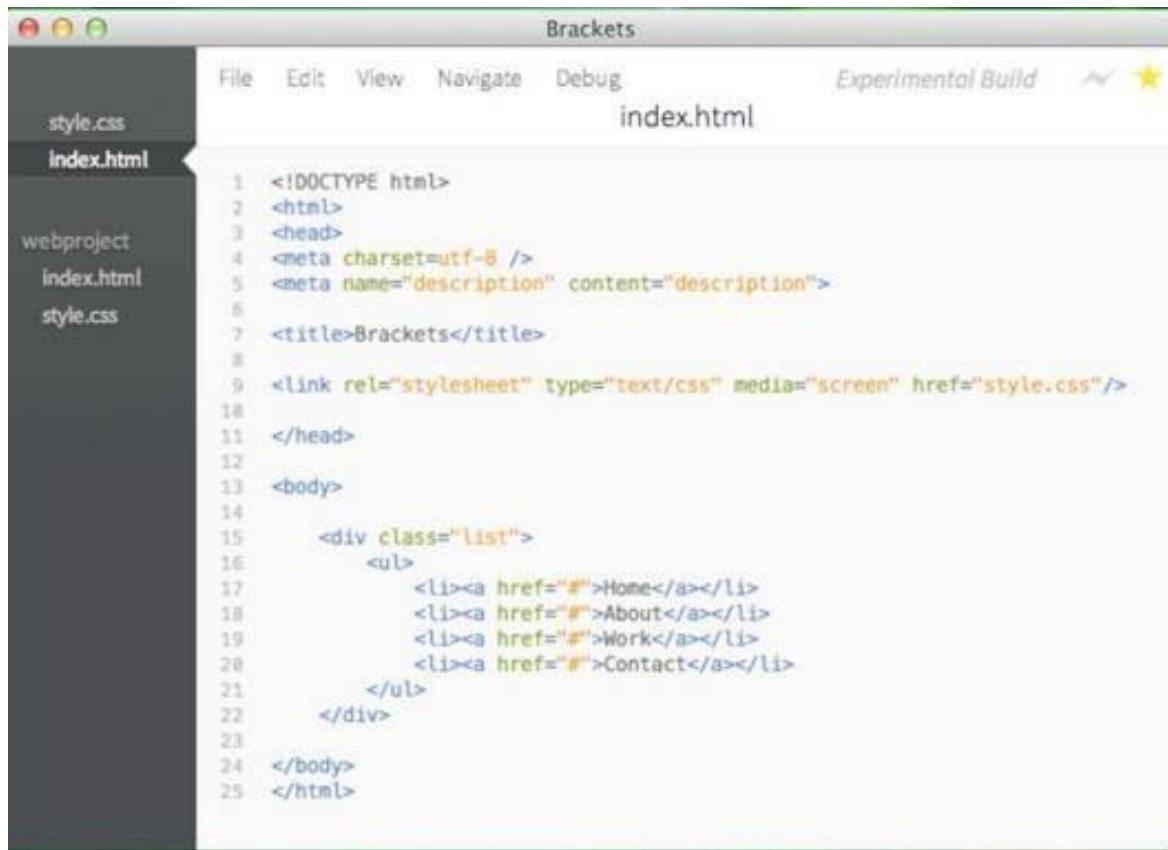 Brackets
File Edit View Navigate Debug Experimental Build
index.html
style.css
index.html
webproject
index.html
style.css
1 <!DOCTYPE html>
2 <html>
3 <head>
4 <meta charset=utf-8 />
5 <meta name="description" content="description">
6
7 <title>Brackets</title>
8
9 <link rel="stylesheet" type="text/css" media="screen" href="style.css"/>
10
11 </head>
12
13 <body>
14
15     <div class="list">
16         <ul>
17             <li><a href="#">Home</a></li>
18             <li><a href="#">About</a></li>
19             <li><a href="#">Work</a></li>
20             <li><a href="#">Contact</a></li>
21         </ul>
22     </div>
23
24 </body>
25 </html>